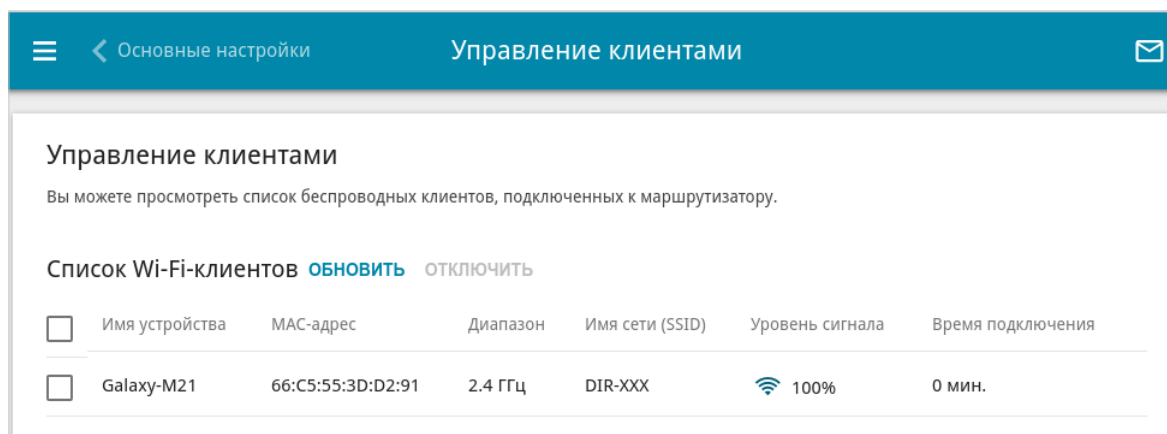 Основные настройки Управление клиентами
Управление клиентами
Вы можете просмотреть список беспроводных клиентов, подключенных к маршрутизатору.
Список Wi-Fi-клиентов ОБНОВИТЬ ОТКЛЮЧИТЬ
Имя устройства MAC-адрес Диапазон Имя сети (SSID) Уровень сигнала Время подключения
Galaxy-M21 66:C5:55:3D:D2:91 2.4 ГГц DIR-XXX 100% 0 мин.